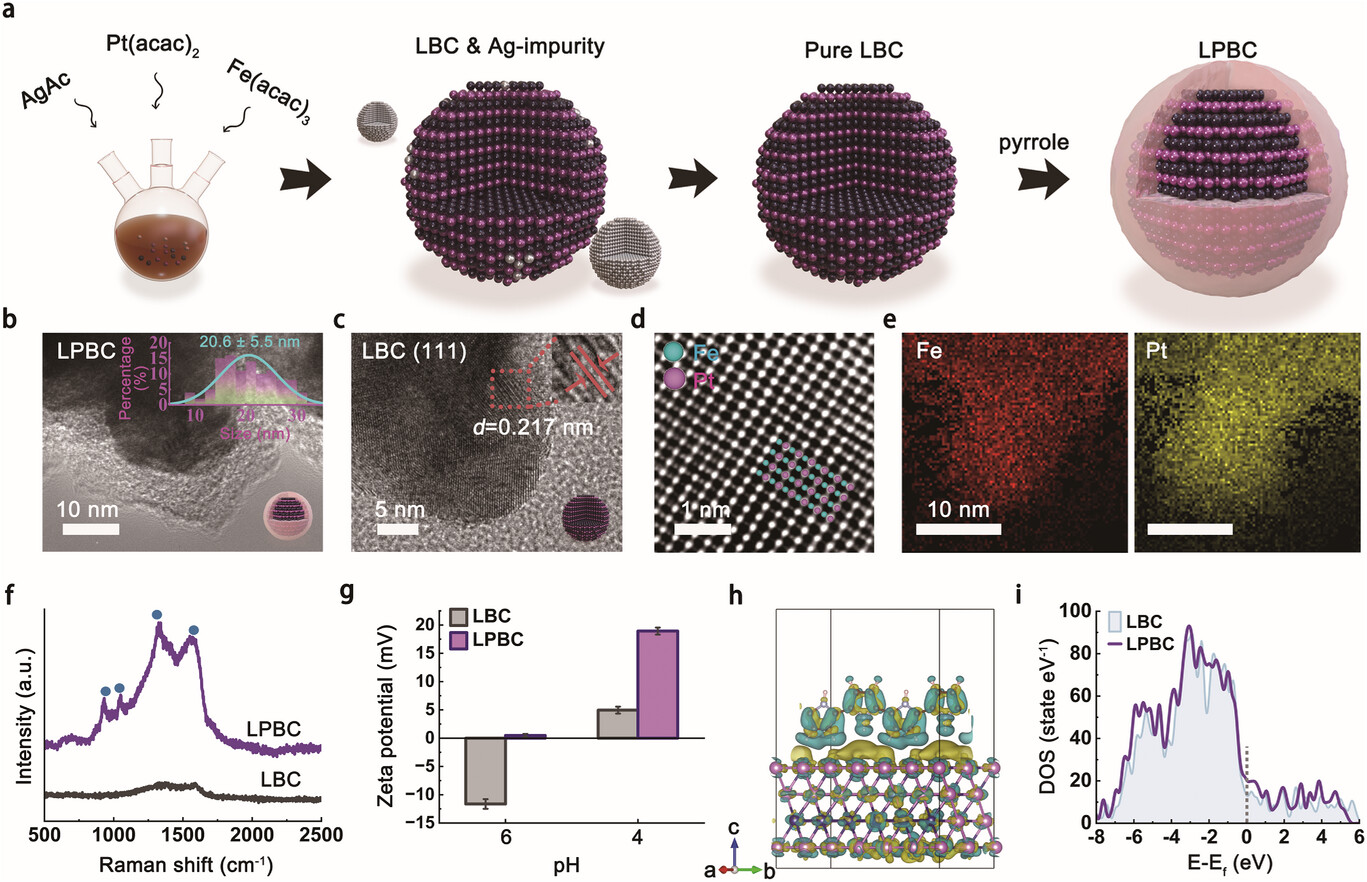 a
AgAc
Pt(acac)2
Fe(acac)3
LBC & Ag-impurity
Pure LBC
pyrrole
LPBC
b
LPBC
20.6 ± 5.5 nm
Percentage
(%)
20
15
10
5
0
10
20
30
Size (nm)
10 nm
c
LBC (111)
d=0.217 nm
5 nm
d
Fe
Pt
1 nm
e
Fe
10 nm
Pt
f
Intensity (a.u.)
LPBC
LBC
500
1000
1500
2000
2500
Raman shift (cm-1)
g
LBC
LPBC
Zeta potential (mV)
20
15
10
5
0
−5
−10
−15
6
4
pH
h
c
a
b
i
LBC
LPBC
DOS (state eV-1)
100
80
60
40
20
0
-8
-6
-4
-2
0
2
4
6
E-Ef (eV)